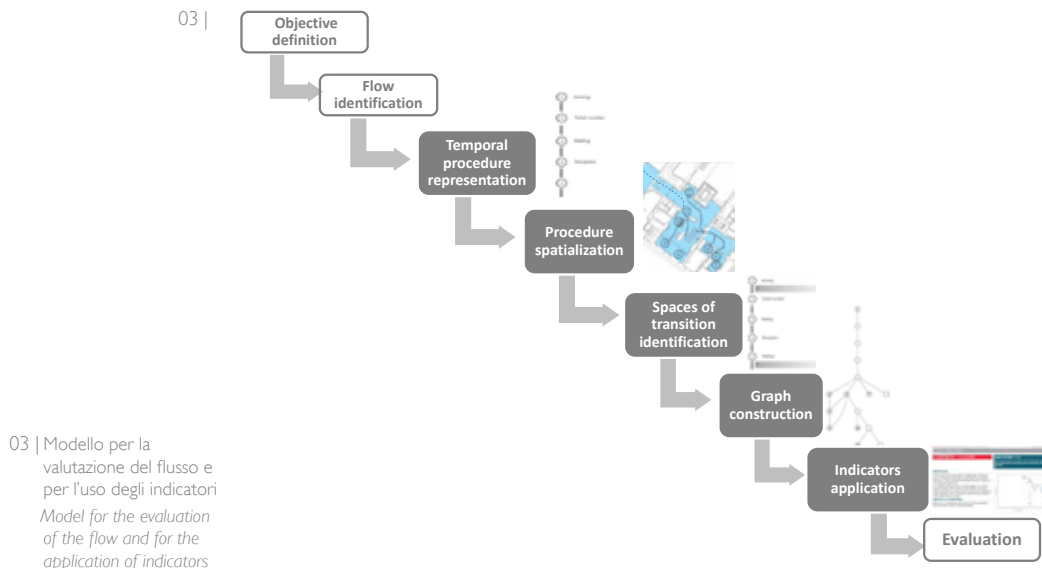 03 |
Objective
definition
Flow
identification
Temporal
procedure
representation
Procedure
spatialization
Spaces of
transition
identification
Graph
construction
Indicators
application
Evaluation
03 | Modello per la
valutazione del flusso e
per l'uso degli indicatori
Model for the evaluation
of the flow and for the
application of indicators